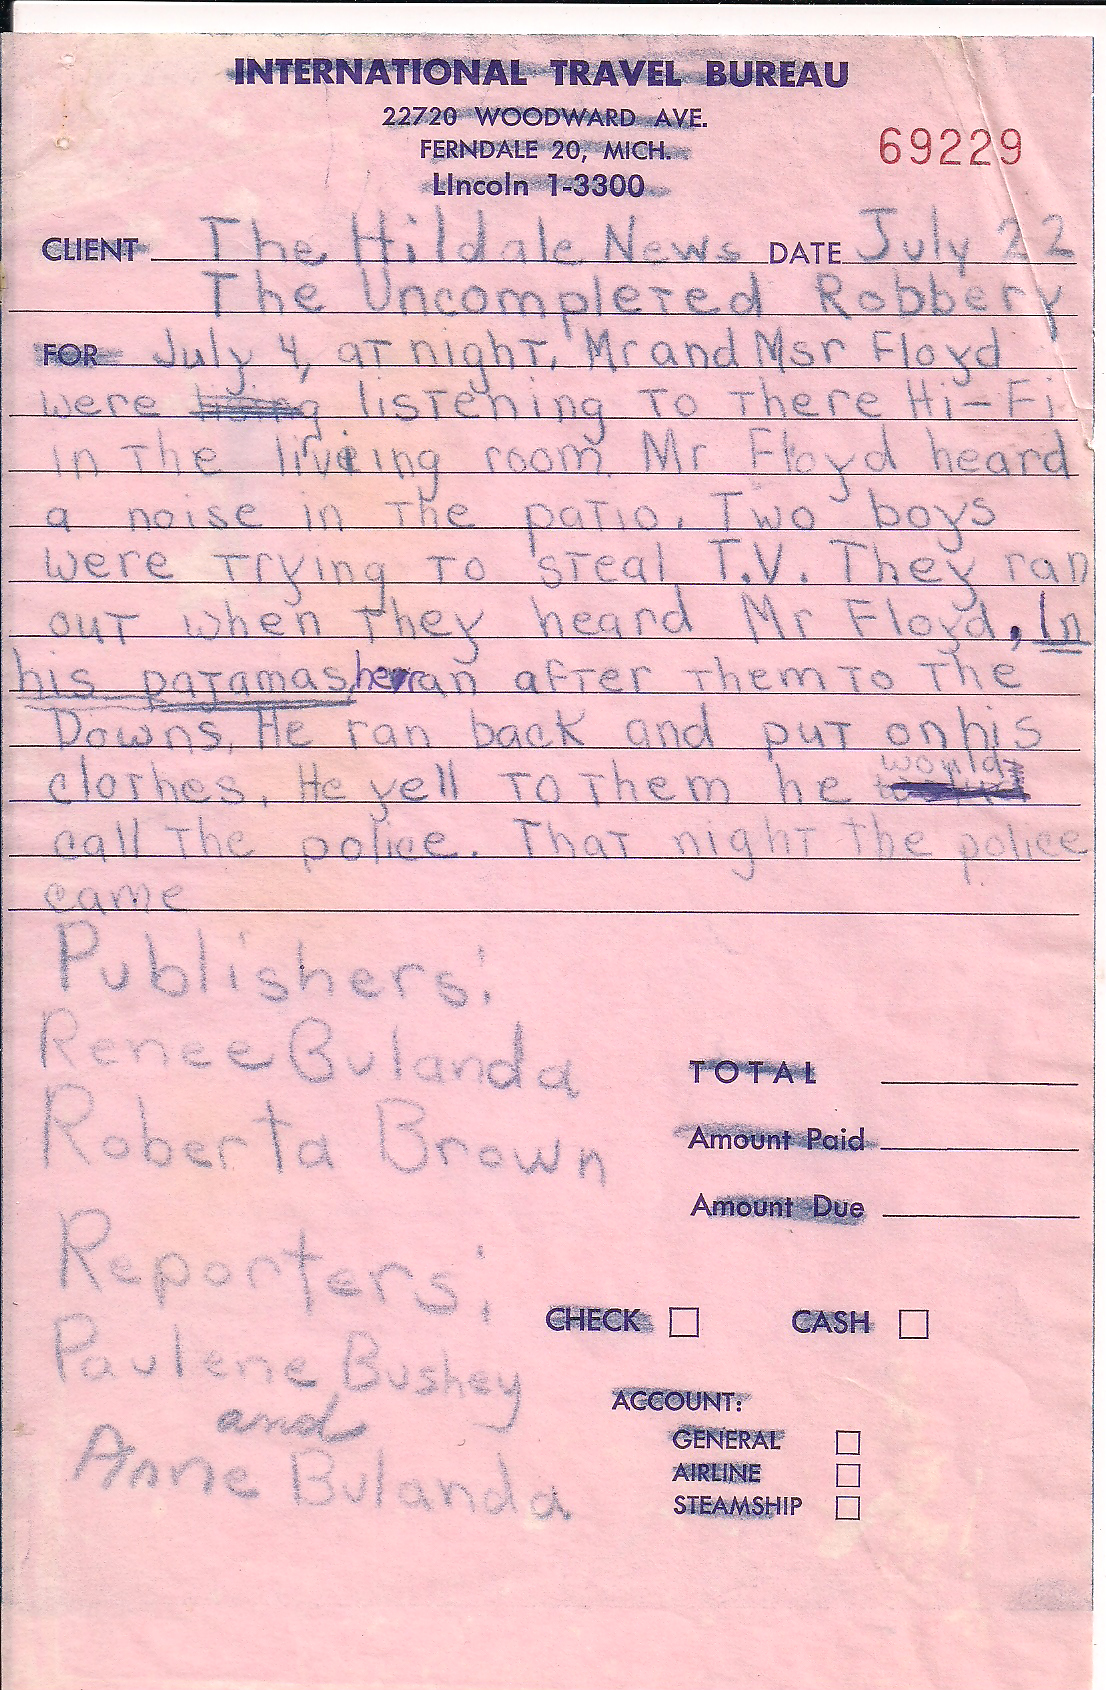 INTERNATIONAL TRAVEL BUREAU
22720 WOODWARD AVE.
FERNDALE 20, MICH.
LIncoln 1-3300
69229
CLIENT The Hildale News DATE July 22
The Uncompleted Robbery
FOR July 4, at night, Mr and Msr Floyd
were listening to there Hi-Fi
in the liveing room. Mr Floyd heard
a noise in the patio. Two boys
were trying to steal T.V. They ran
out when they heard Mr Floyd, In
his pajamas, he ran after them to the
Downs. He ran back and put on his
clothes. He yell to them he would
call the police. That night the police
came
Publishers:
Renee Bulanda
Roberta Brown
Reporters:
Paulene Bushey
and
Anne Bulanda
TOTAL
Amount Paid
Amount Due
CHECK CASH
ACCOUNT:
GENERAL
AIRLINE
STEAMSHIP